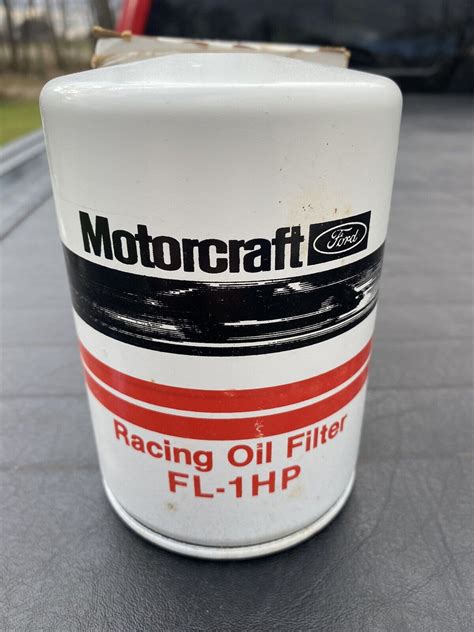 Motorcraft Ford
Racing Oil Filter
FL-1HP